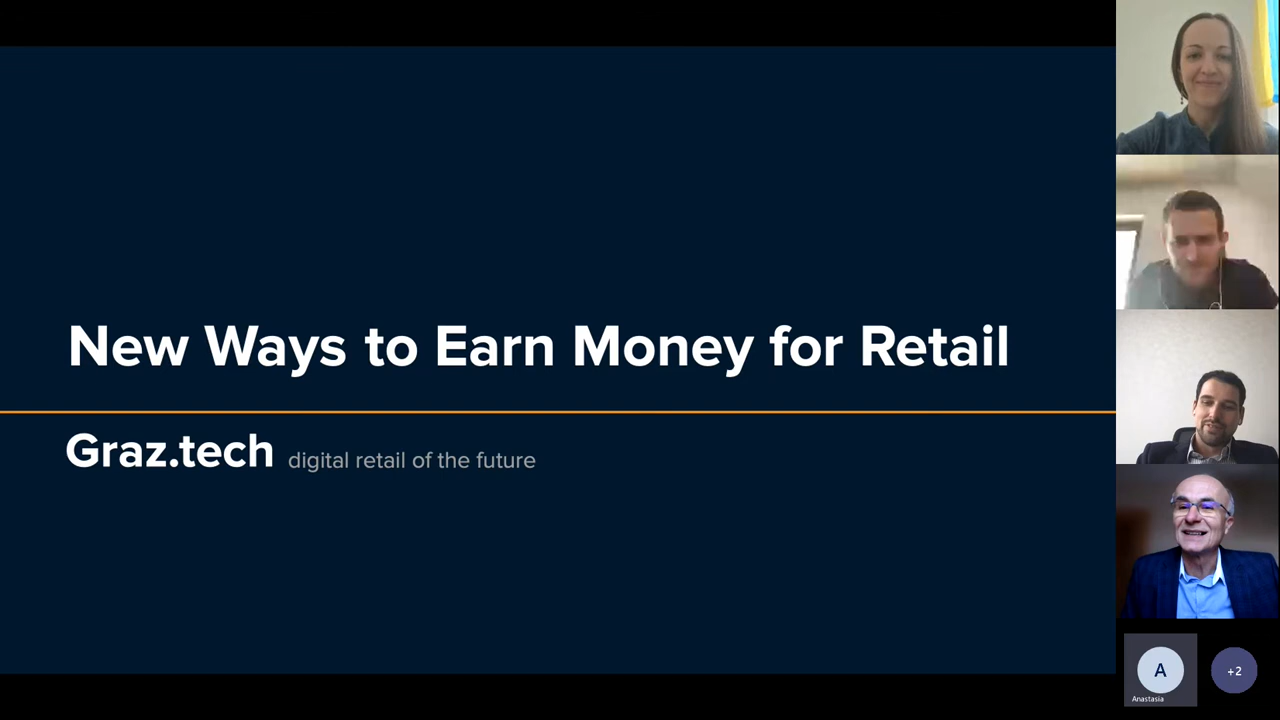 New Ways to Earn Money for Retail
Graz.tech digital retail of the future
A
Anastasia
+2